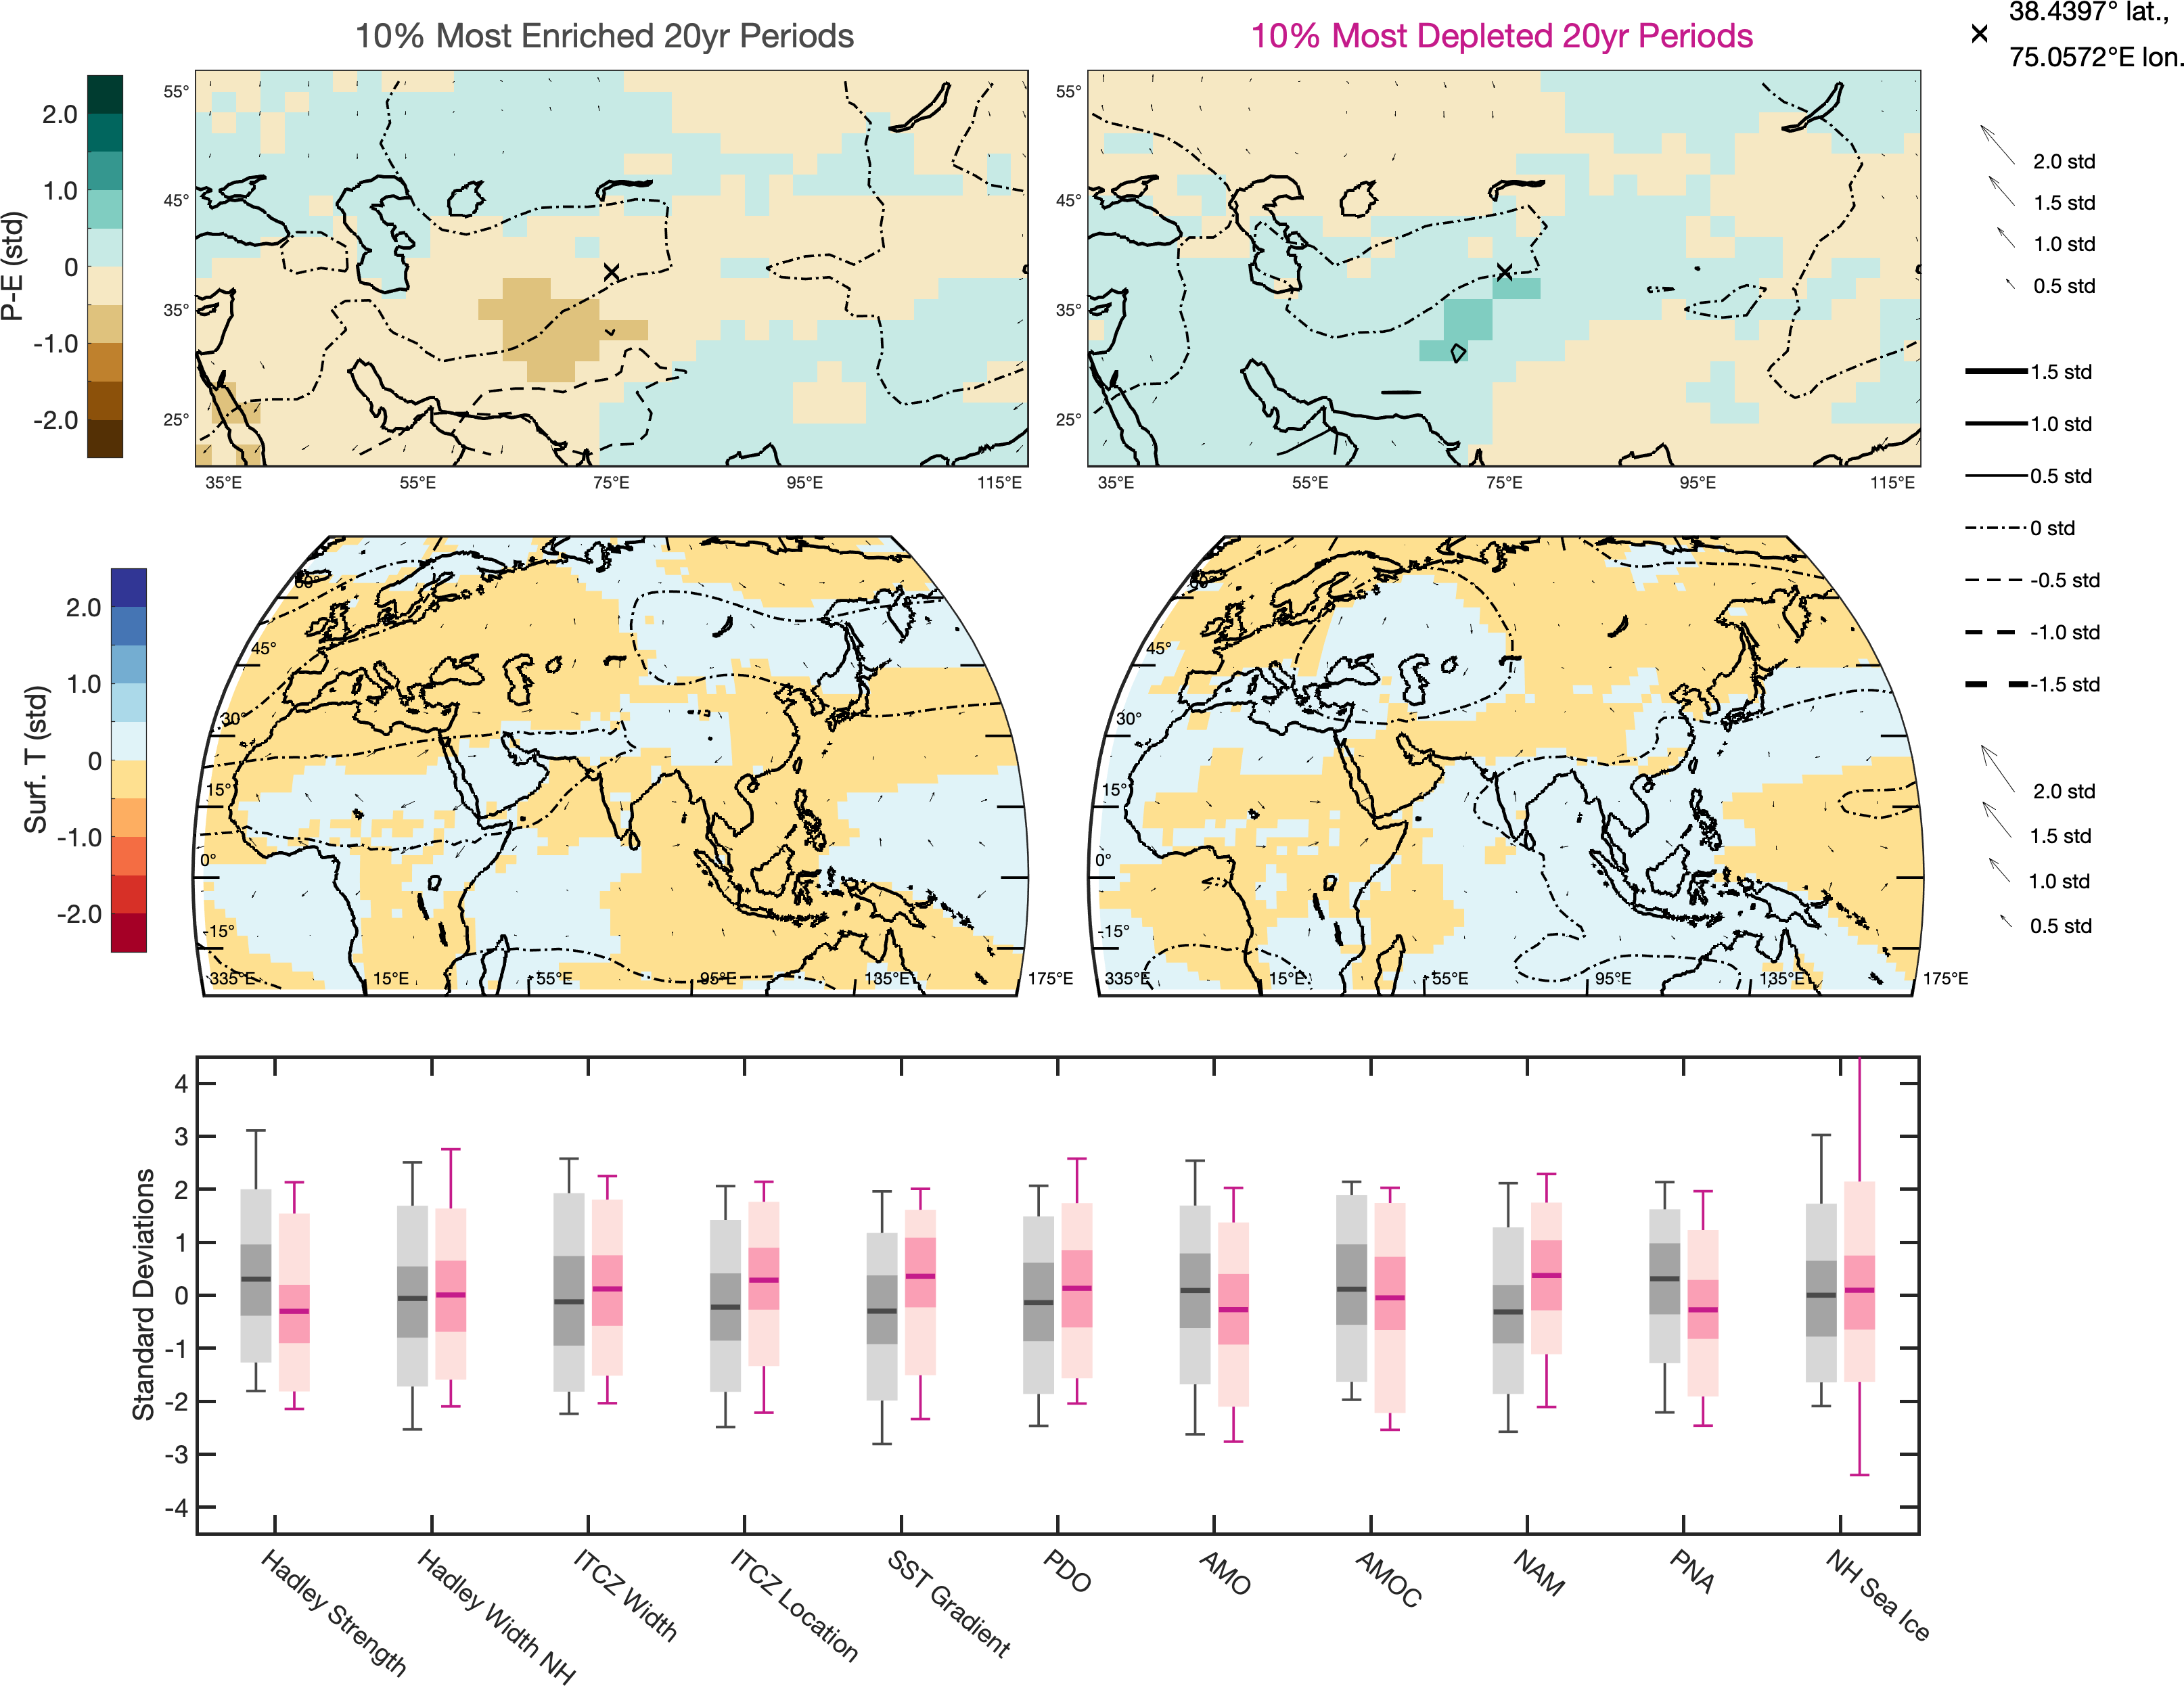 10% Most Enriched 20yr Periods
10% Most Depleted 20yr Periods
38.4397° lat.,
75.0572°E lon.
P-E (std)
2.0
1.0
0
-1.0
-2.0
55°
45°
35°
25°
35°E
55°E
75°E
95°E
115°E
55°
45°
35°
25°
35°E
55°E
75°E
95°E
115°E
2.0 std
1.5 std
1.0 std
0.5 std
1.5 std
1.0 std
0.5 std
0 std
-0.5 std
-1.0 std
-1.5 std
Surf. T (std)
2.0
1.0
0
-1.0
-2.0
60°
45°
30°
15°
0°
-15°
335°E
15°E
55°E
95°E
135°E
175°E
60°
45°
30°
15°
0°
-15°
335°E
15°E
55°E
95°E
135°E
175°E
2.0 std
1.5 std
1.0 std
0.5 std
Standard Deviations
4
3
2
1
0
-1
-2
-3
-4
Hadley Strength
Hadley Width NH
ITCZ Width
ITCZ Location
SST Gradient
PDO
AMO
AMOC
NAM
PNA
NH Sea Ice